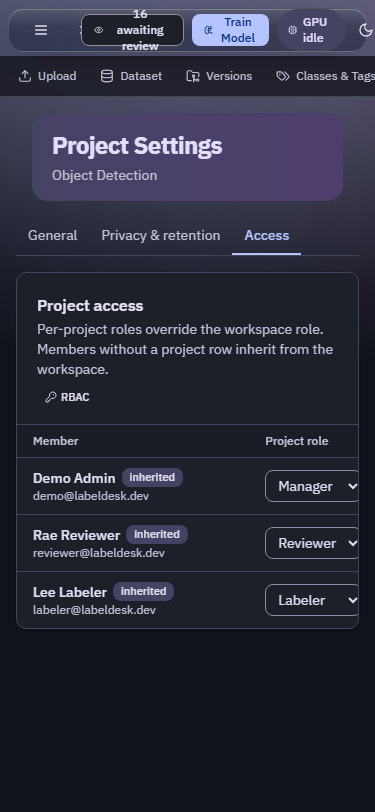 16
awaiting
review
Train
Model
GPU
idle
Upload Dataset Versions Classes & Tags
Project Settings
Object Detection
General Privacy & retention Access
Project access
Per-project roles override the workspace role.
Members without a project row inherit from the
workspace.
RBAC
Member Project role
Demo Admin inherited
demo@labeldesk.dev
Manager
Rae Reviewer inherited
reviewer@labeldesk.dev
Reviewer
Lee Labeler inherited
labeler@labeldesk.dev
Labeler